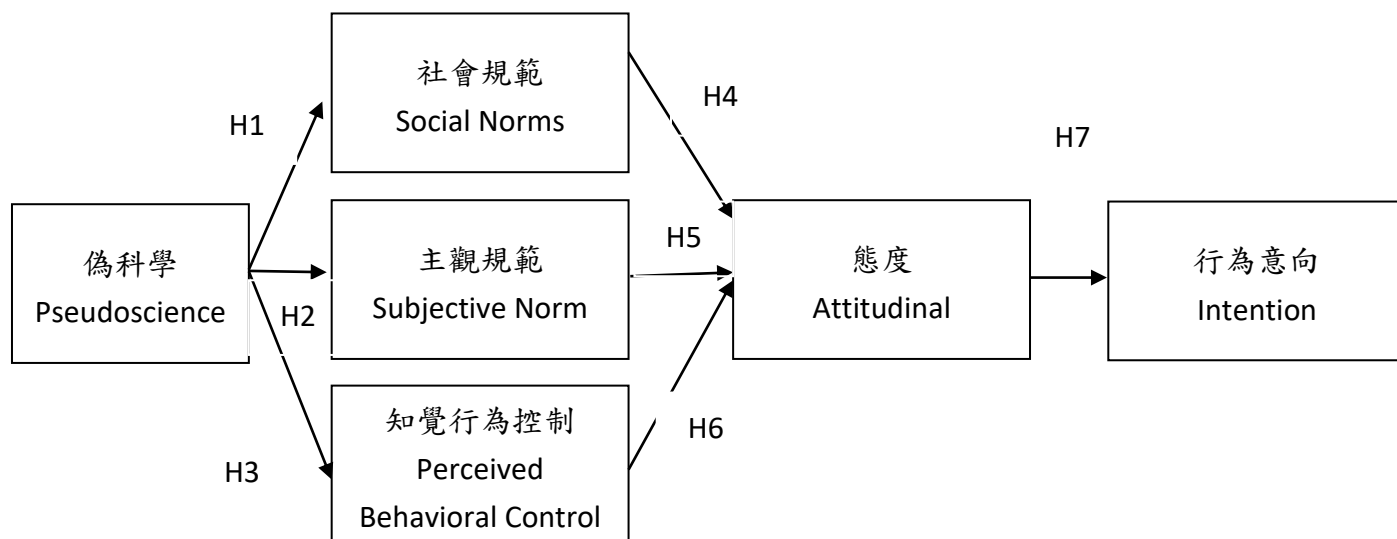 社會規範
Social Norms
H1
H4
H7
偽科學
Pseudoscience
主觀規範
Subjective Norm
H2
H5
態度
Attitudinal
行為意向
Intention
知覺行為控制
Perceived
Behavioral Control
H3
H6